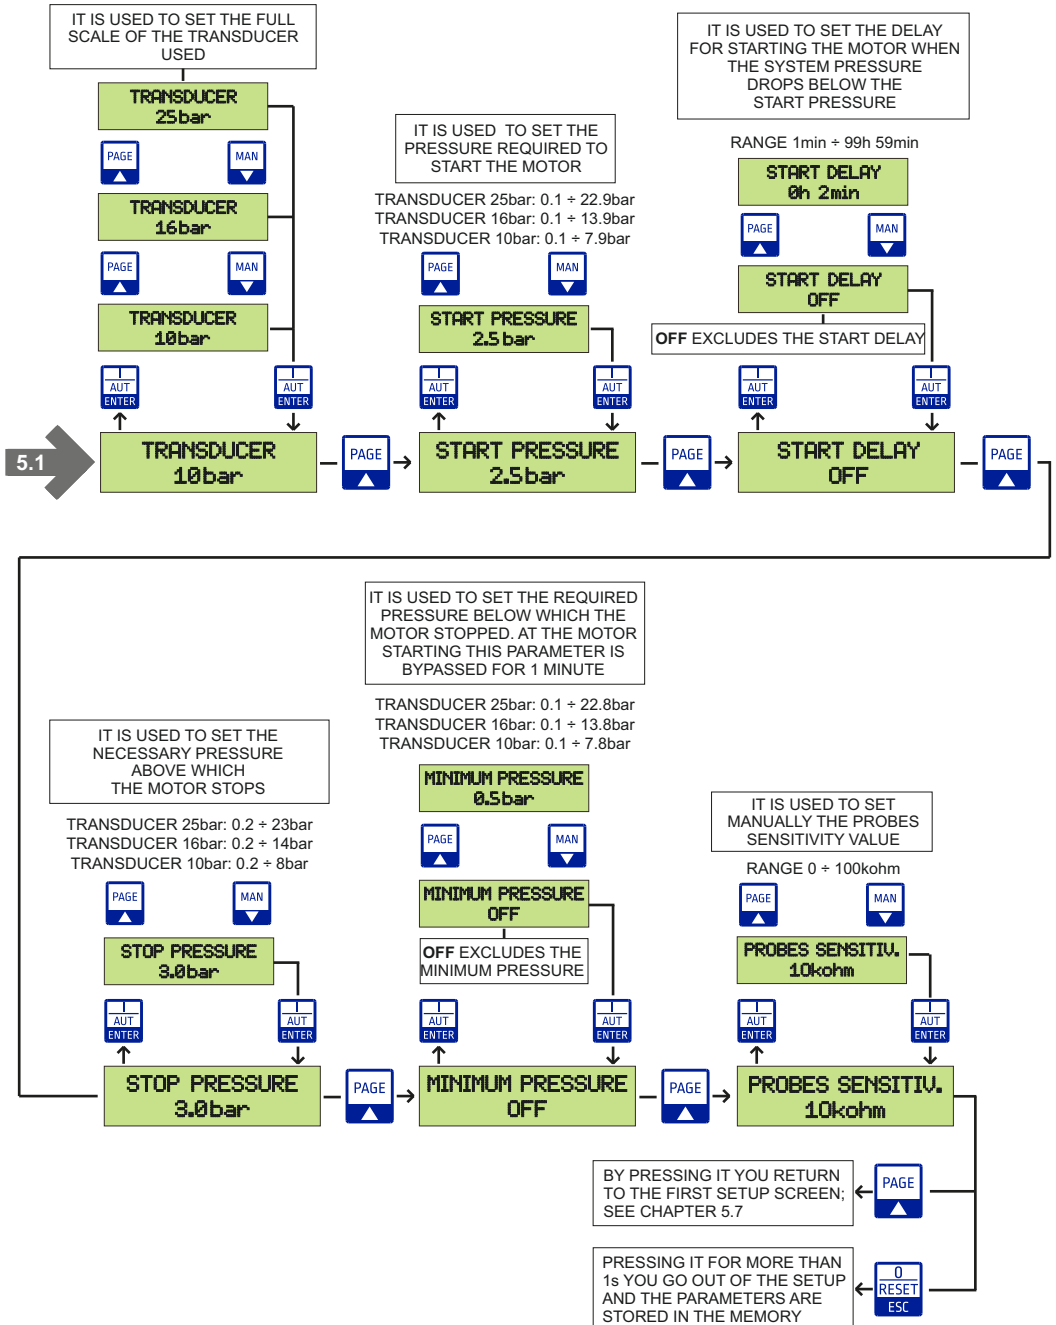 IT IS USED TO SET THE FULL
SCALE OF THE TRANSDUCER
USED
TRANSDUCER
25bar
PAGE
MAN
TRANSDUCER
16bar
PAGE
MAN
TRANSDUCER
10bar
I
AUT
ENTER
I
AUT
ENTER
5.1
TRANSDUCER
10bar
PAGE
IT IS USED TO SET THE
PRESSURE REQUIRED TO
START THE MOTOR
TRANSDUCER 25bar: 0.1 ÷ 22.9bar
TRANSDUCER 16bar: 0.1 ÷ 13.9bar
TRANSDUCER 10bar: 0.1 ÷ 7.9bar
PAGE
MAN
START PRESSURE
2.5bar
I
AUT
ENTER
I
AUT
ENTER
START PRESSURE
2.5bar
PAGE
IT IS USED TO SET THE DELAY
FOR STARTING THE MOTOR WHEN
THE SYSTEM PRESSURE
DROPS BELOW THE
START PRESSURE
RANGE 1min ÷ 99h 59min
START DELAY
0h 2min
PAGE
MAN
START DELAY
OFF
OFF EXCLUDES THE START DELAY
I
AUT
ENTER
I
AUT
ENTER
START DELAY
OFF
PAGE
IT IS USED TO SET THE
NECESSARY PRESSURE
ABOVE WHICH
THE MOTOR STOPS
TRANSDUCER 25bar: 0.2 ÷ 23bar
TRANSDUCER 16bar: 0.2 ÷ 14bar
TRANSDUCER 10bar: 0.2 ÷ 8bar
PAGE
MAN
STOP PRESSURE
3.0bar
I
AUT
ENTER
I
AUT
ENTER
STOP PRESSURE
3.0bar
PAGE
IT IS USED TO SET THE REQUIRED
PRESSURE BELOW WHICH THE
MOTOR STOPPED. AT THE MOTOR
STARTING THIS PARAMETER IS
BYPASSED FOR 1 MINUTE
TRANSDUCER 25bar: 0.1 ÷ 22.8bar
TRANSDUCER 16bar: 0.1 ÷ 13.8bar
TRANSDUCER 10bar: 0.1 ÷ 7.8bar
MINIMUM PRESSURE
0.5bar
PAGE
MAN
MINIMUM PRESSURE
OFF
OFF EXCLUDES THE
MINIMUM PRESSURE
I
AUT
ENTER
I
AUT
ENTER
MINIMUM PRESSURE
OFF
PAGE
IT IS USED TO SET
MANUALLY THE PROBES
SENSITIVITY VALUE
RANGE 0 ÷ 100kohm
PAGE
MAN
PROBES SENSITIV.
10kohm
I
AUT
ENTER
I
AUT
ENTER
PROBES SENSITIV.
10kohm
BY PRESSING IT YOU RETURN
TO THE FIRST SETUP SCREEN;
SEE CHAPTER 5.7
PAGE
PRESSING IT FOR MORE THAN
1s YOU GO OUT OF THE SETUP
AND THE PARAMETERS ARE
STORED IN THE MEMORY
0
RESET
ESC